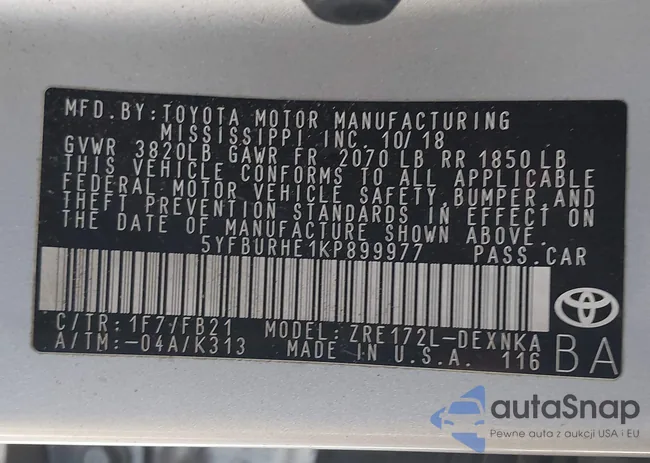 MFD.BY:TOYOTA MOTOR MANUFACTURING
MISSISSIPPI INC. 10/18
GVWR 3820LB GAWR FR 2070 LB RR 1850 LB
THIS VEHICLE CONFORMS TO ALL APPLICABLE
FEDERAL MOTOR VEHICLE SAFETY,BUMPER,AND
THEFT PREVENTION STANDARDS IN EFFECT ON
THE DATE OF MANUFACTURE SHOWN ABOVE.
5YFBURHE1KP899977 PASS.CAR
C/TR:1F7/FB21 MODEL:ZRE172L-DEXNKA
A/TM:-04A/K313 MADE IN U.S.A. 116
BA
autoSnap
Pewne auta z aukcji USA i EU